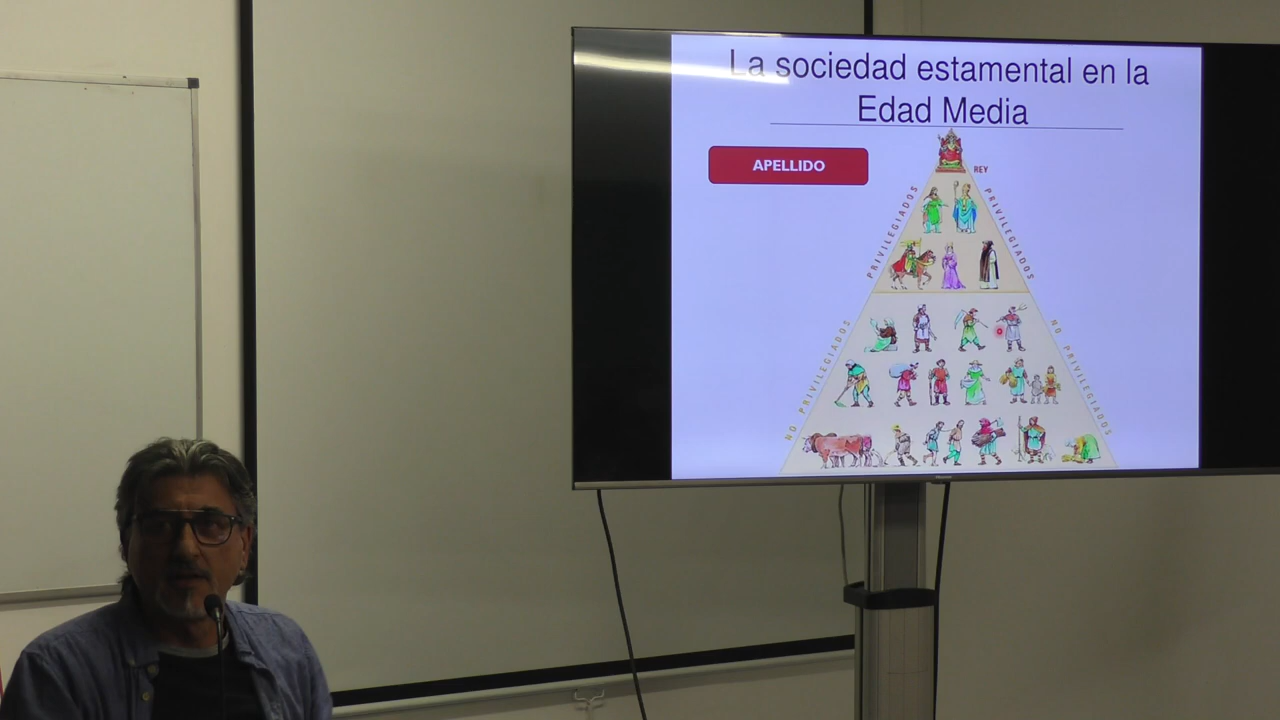 La sociedad estamental en la
Edad Media
APELLIDO
REY
PRIVILEGIADOS
PRIVILEGIADOS
NO PRIVILEGIADOS
NO PRIVILEGIADOS